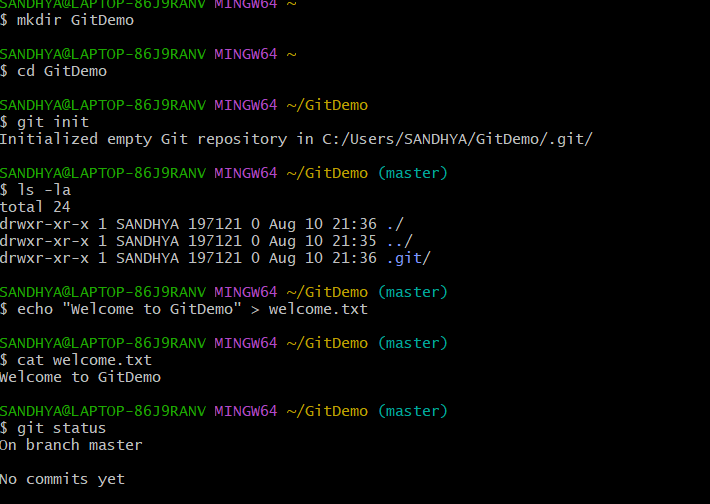 SANDHYA@LAPTOP-86J9RANV MINGW64 ~
$ mkdir GitDemo
SANDHYA@LAPTOP-86J9RANV MINGW64 ~
$ cd GitDemo
SANDHYA@LAPTOP-86J9RANV MINGW64 ~/GitDemo
$ git init
Initialized empty Git repository in C:/Users/SANDHYA/GitDemo/.git/
SANDHYA@LAPTOP-86J9RANV MINGW64 ~/GitDemo (master)
$ ls -la
total 24
drwxr-xr-x 1 SANDHYA 197121 0 Aug 10 21:36 ./
drwxr-xr-x 1 SANDHYA 197121 0 Aug 10 21:35 ../
drwxr-xr-x 1 SANDHYA 197121 0 Aug 10 21:36 .git/
SANDHYA@LAPTOP-86J9RANV MINGW64 ~/GitDemo (master)
$ echo "Welcome to GitDemo" > welcome.txt
SANDHYA@LAPTOP-86J9RANV MINGW64 ~/GitDemo (master)
$ cat welcome.txt
Welcome to GitDemo
SANDHYA@LAPTOP-86J9RANV MINGW64 ~/GitDemo (master)
$ git status
On branch master
No commits yet